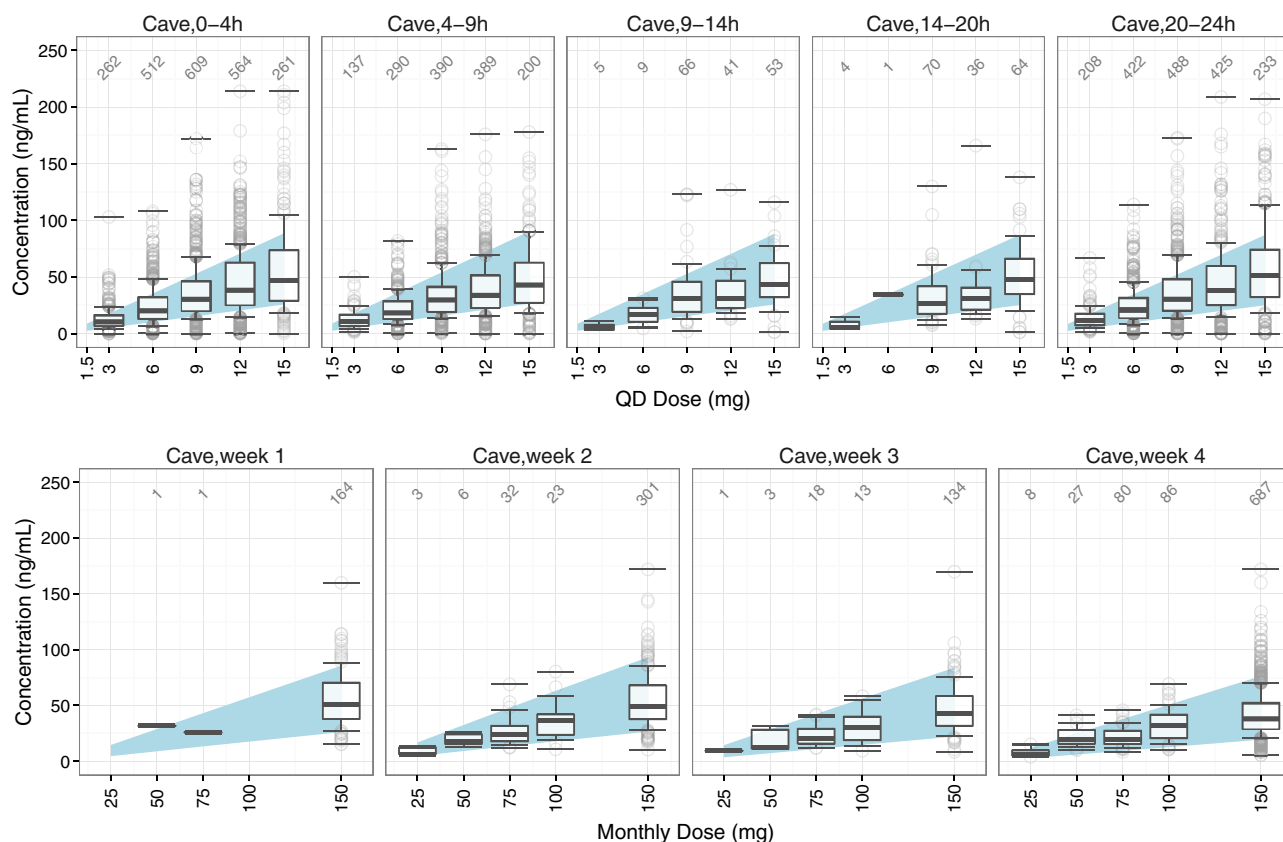 Cave,0−4h Cave,4−9h Cave,9−14h Cave,14−20h Cave,20−24h
250
262 512 609 564 261 137 290 390 389 200 5 9 66 41 53 4 1 70 36 64 208 422 488 425 233
200
150
100
50
0
Concentration (ng/mL)
1.5 3 6 9 12 15 1.5 3 6 9 12 15 1.5 3 6 9 12 15 1.5 3 6 9 12 15 1.5 3 6 9 12 15
QD Dose (mg)
Cave,week 1 Cave,week 2 Cave,week 3 Cave,week 4
250
1 1 164 3 6 32 23 301 1 3 18 13 134 8 27 80 86 687
200
150
100
50
0
Concentration (ng/mL)
25 50 75 100 150 25 50 75 100 150 25 50 75 100 150 25 50 75 100 150
Monthly Dose (mg)